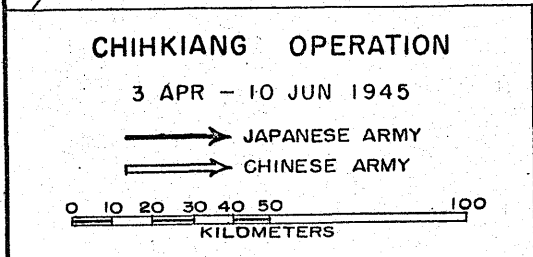 CHIHKIANG OPERATION
3 APR - 10 JUN 1945
JAPANESE ARMY
CHINESE ARMY
0 10 20 30 40 50 100
KILOMETERS